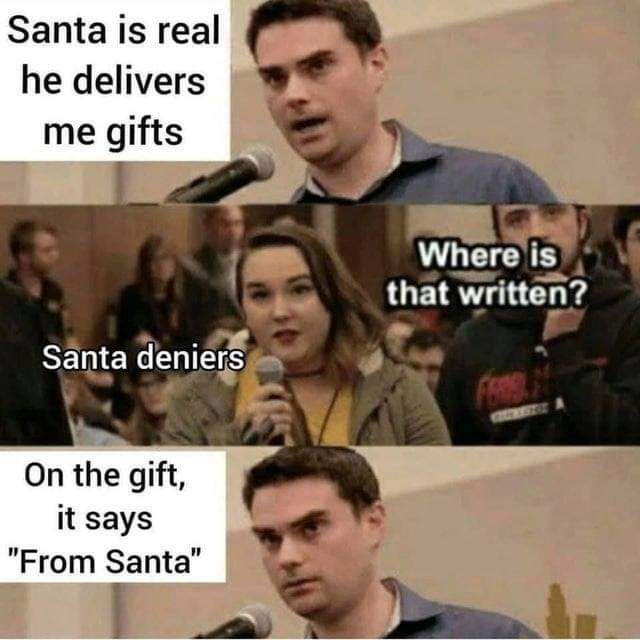 Santa is real
he delivers
me gifts
Where is
that written?
Santa deniers
On the gift,
it says
"From Santa"